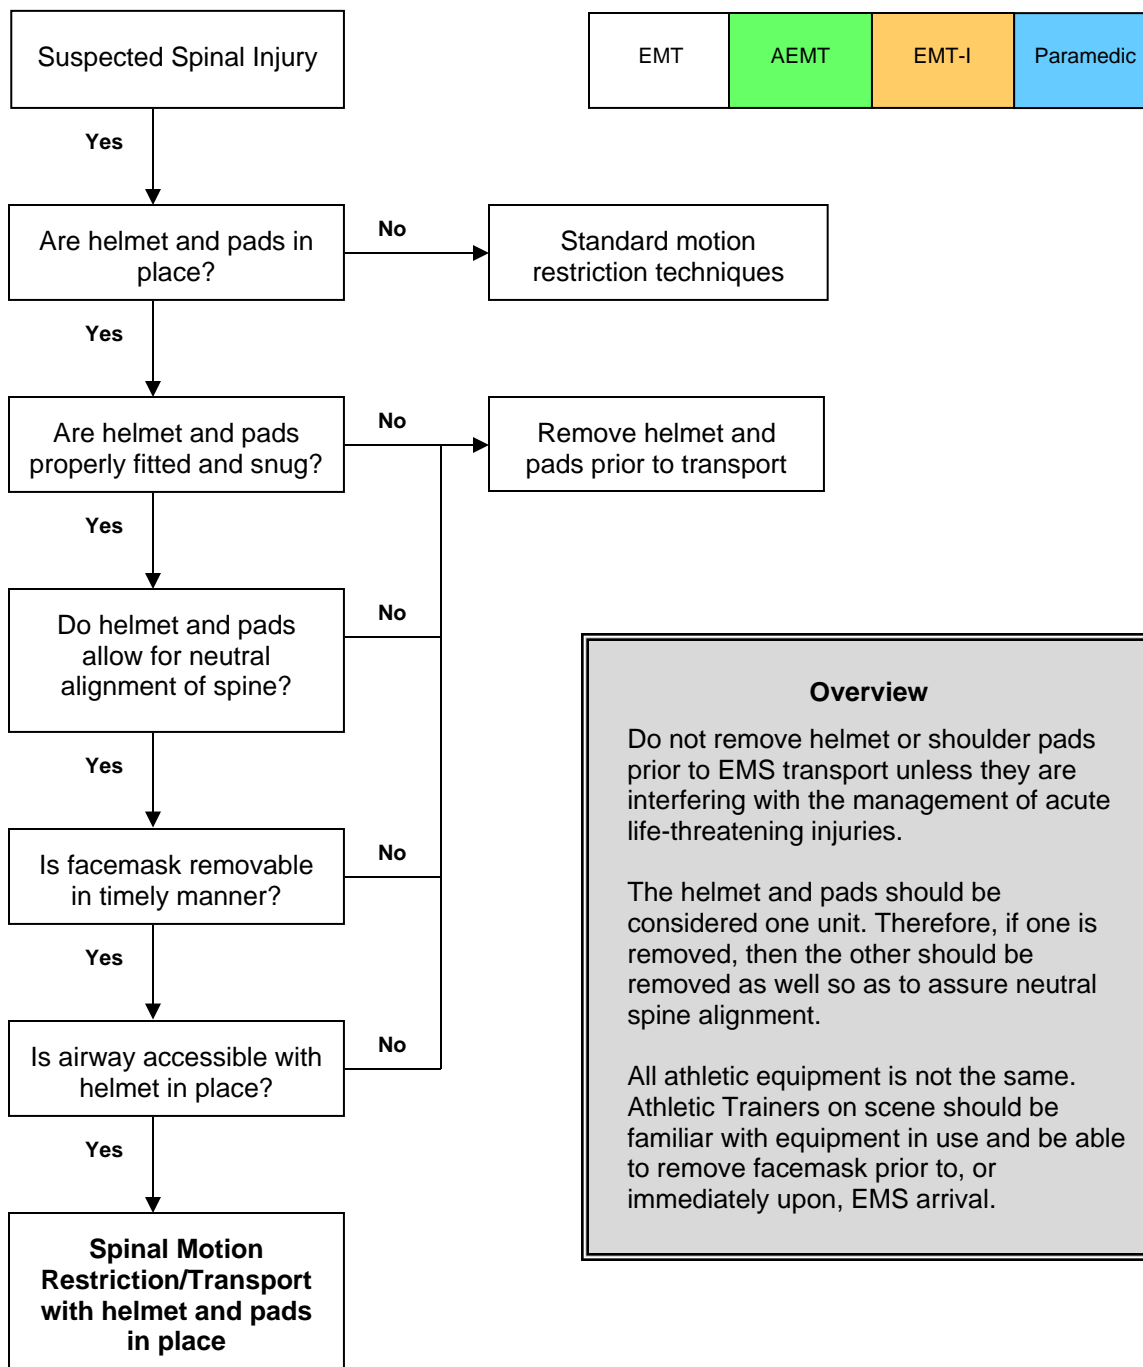 Suspected Spinal Injury
EMT
AEMT
EMT-I
Paramedic
Yes
Are helmet and pads in
place?
No
Standard motion
restriction techniques
Yes
Are helmet and pads
properly fitted and snug?
No
Remove helmet and
pads prior to transport
Yes
Do helmet and pads
allow for neutral
alignment of spine?
No
Yes
Is facemask removable
in timely manner?
No
Yes
Is airway accessible with
helmet in place?
No
Yes
Spinal Motion
Restriction/Transport
with helmet and pads
in place
Overview
Do not remove helmet or shoulder pads
prior to EMS transport unless they are
interfering with the management of acute
life-threatening injuries.
The helmet and pads should be
considered one unit. Therefore, if one is
removed, then the other should be
removed as well so as to assure neutral
spine alignment.
All athletic equipment is not the same.
Athletic Trainers on scene should be
familiar with equipment in use and be able
to remove facemask prior to, or
immediately upon, EMS arrival.